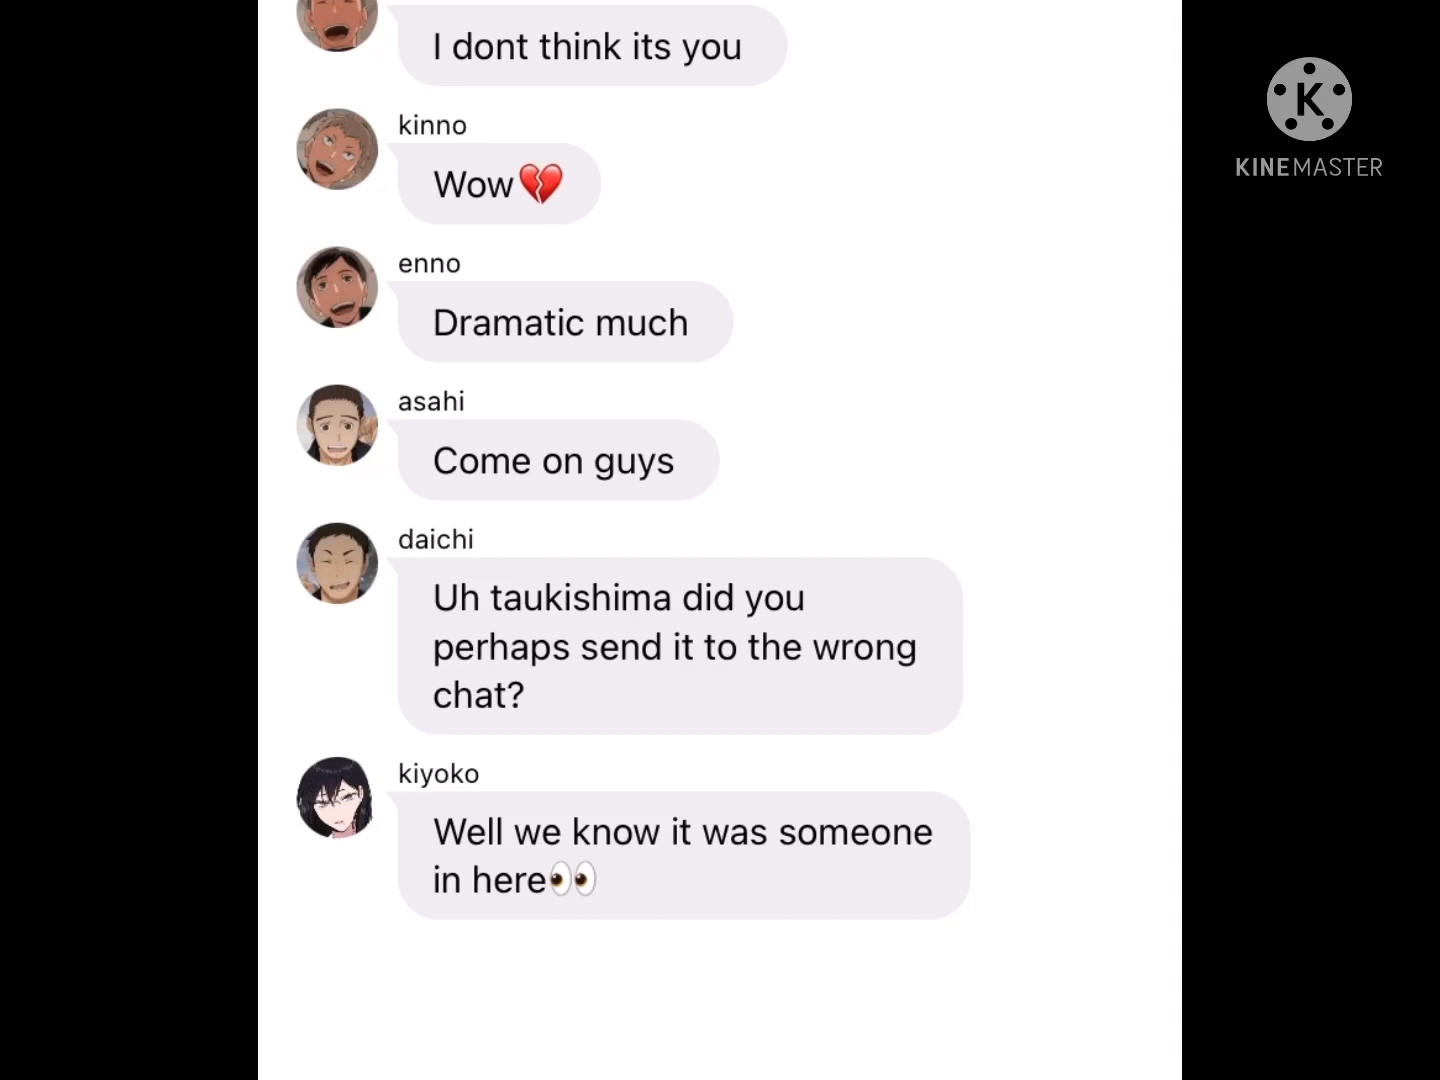 I dont think its you
kinno
Wow💔
enno
Dramatic much
asahi
Come on guys
daichi
Uh taukishima did you
perhaps send it to the wrong
chat?
kiyoko
Well we know it was someone
in here👀
K
KINEMASTER